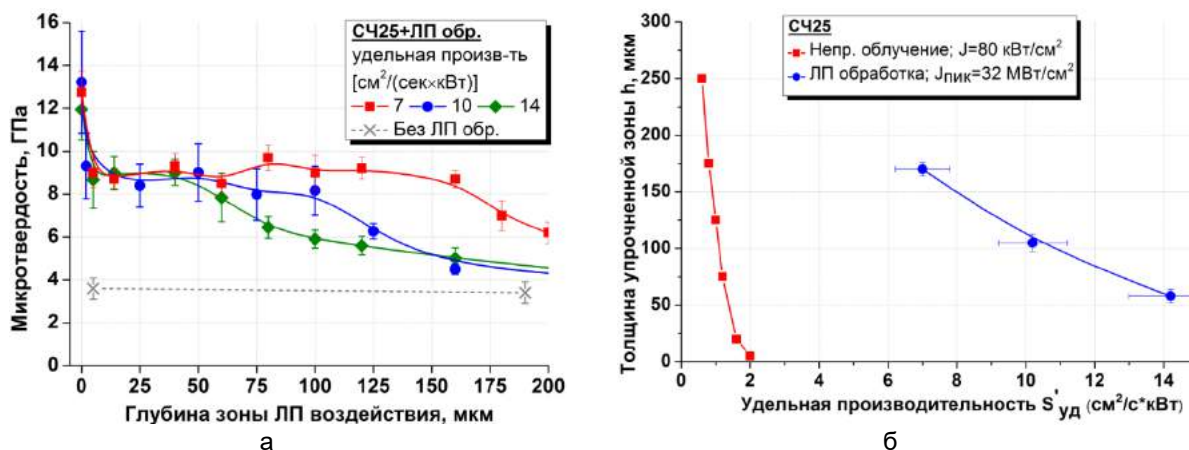 16
14
12
10
8
6
4
2
0
Микротвердость, ГПа
СЧ25+ЛП обр.
удельная произв-ть
[см²/(сек×кВт)]
7 10 14
Без ЛП обр.
0 25 50 75 100 125 150 175 200
Глубина зоны ЛП воздействия, мкм
а
300
250
200
150
100
50
0
Толщина упрочненной зоны h, мкм
СЧ25
Непр. облучение; J=80 кВт/см²
ЛП обработка; Jпик=32 МВт/см²
0 2 4 6 8 10 12 14
Удельная производительность S'уд (см²/с*кВт)
б